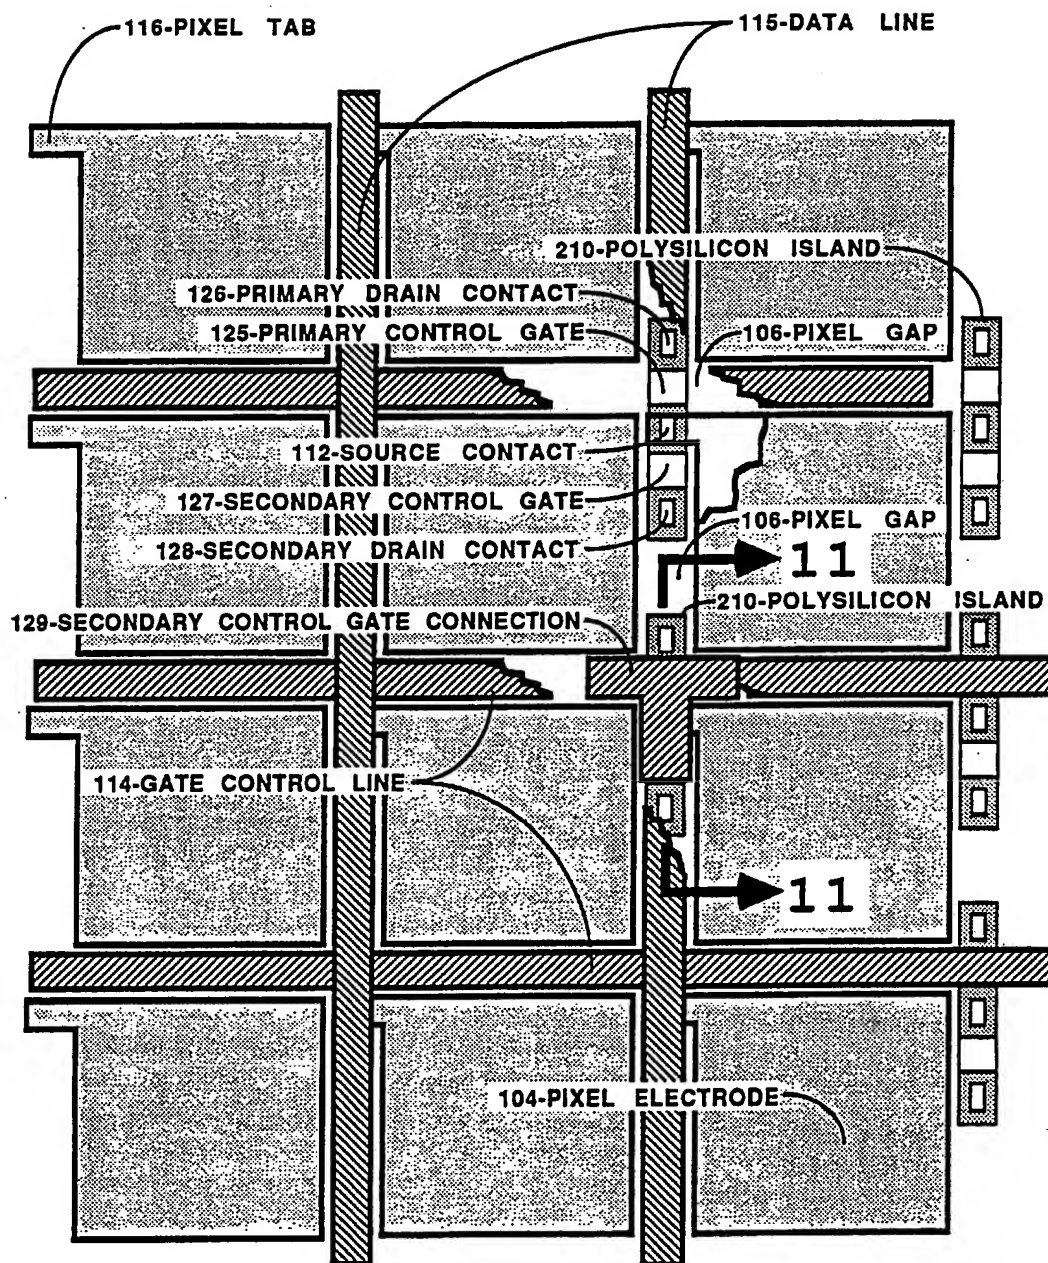 116-PIXEL TAB
115-DATA LINE
210-POLYSILICON ISLAND
126-PRIMARY DRAIN CONTACT
125-PRIMARY CONTROL GATE
106-PIXEL GAP
112-SOURCE CONTACT
127-SECONDARY CONTROL GATE
106-PIXEL GAP
128-SECONDARY DRAIN CONTACT
11
210-POLYSILICON ISLAND
129-SECONDARY CONTROL GATE CONNECTION
114-GATE CONTROL LINE
11
104-PIXEL ELECTRODE